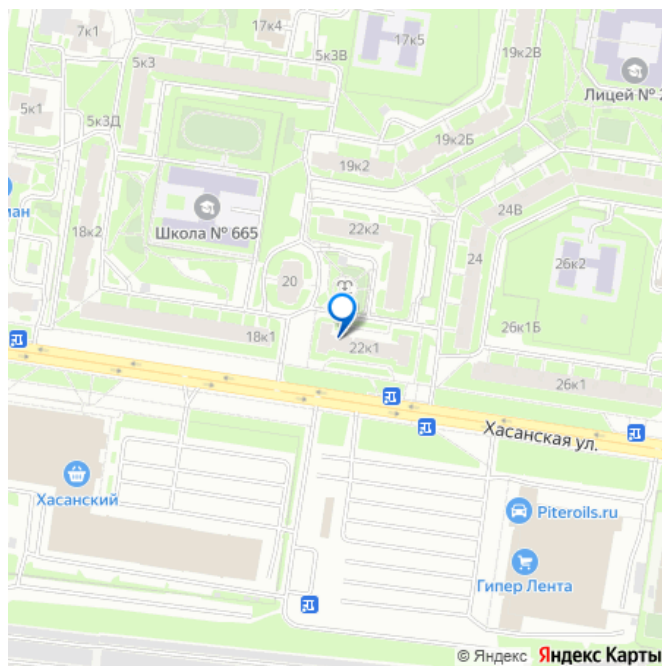 7к1
17к4
17к5
5к3В
5к3
19к2В
Лицей № 2
5к1
5к3Д
19к2Б
19к2
ман
Школа № 665
24В
18к2
22к2
24
26к2
20
26к1Б
18к1
22к1
26к1
Хасанская ул.
Хасанский
Piteroils.ru
Гипер Лента
© Яндекс Яндекс Карты